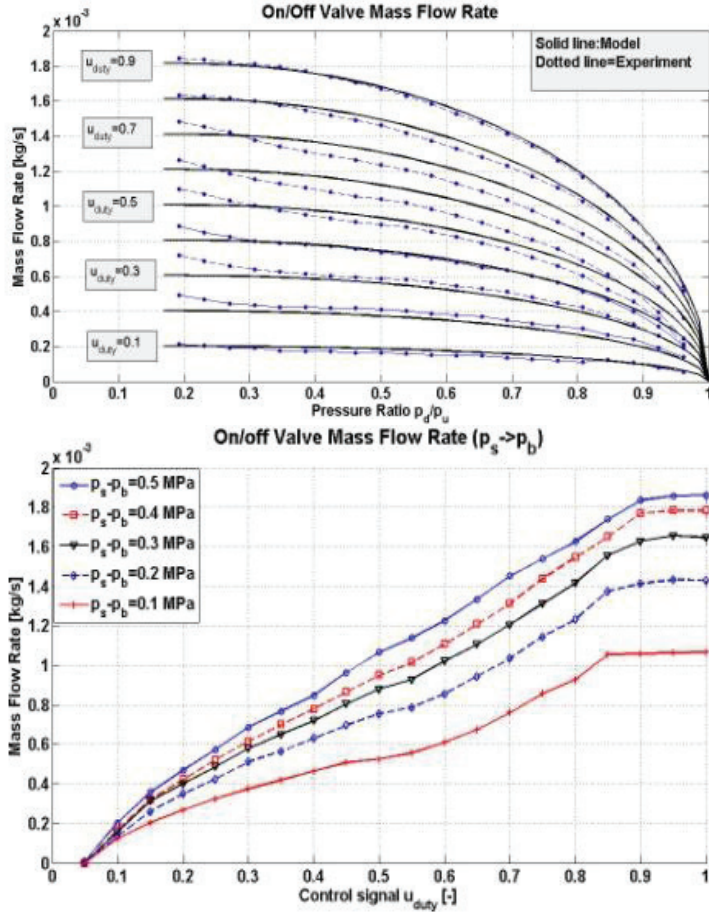 On/Off Valve Mass Flow Rate
x 10⁻³
2
1.8
1.6
1.4
1.2
1
0.8
0.6
0.4
0.2
0
Mass Flow Rate [kg/s]
u_duty=0.9
u_duty=0.7
u_duty=0.5
u_duty=0.3
u_duty=0.1
Solid line:Model
Dotted line=Experiment
0 0.1 0.2 0.3 0.4 0.5 0.6 0.7 0.8 0.9 1
Pressure Ratio p_d/p_u
On/off Valve Mass Flow Rate (p_s->p_b)
x 10⁻³
2
1.8
1.6
1.4
1.2
1
0.8
0.6
0.4
0.2
0
Mass Flow Rate [kg/s]
p_s-p_b=0.5 MPa
p_s-p_b=0.4 MPa
p_s-p_b=0.3 MPa
p_s-p_b=0.2 MPa
p_s-p_b=0.1 MPa
0 0.1 0.2 0.3 0.4 0.5 0.6 0.7 0.8 0.9 1
Control signal u_duty [-]